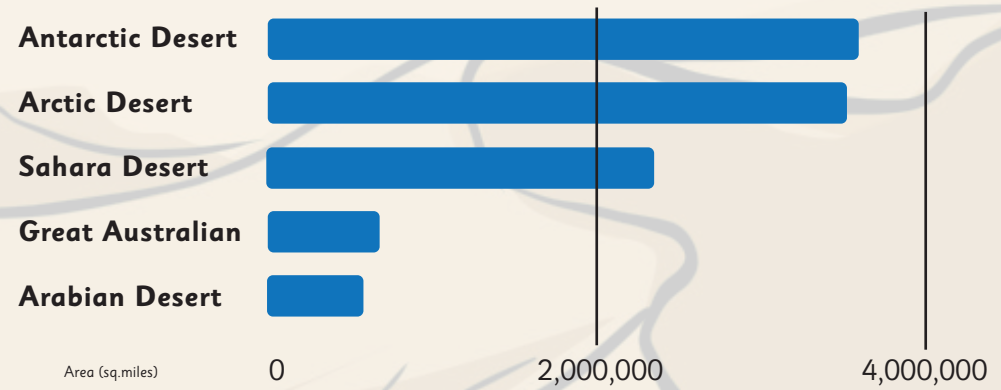 Antarctic Desert
Arctic Desert
Sahara Desert
Great Australian
Arabian Desert
Area (sq.miles) 0 2,000,000 4,000,000